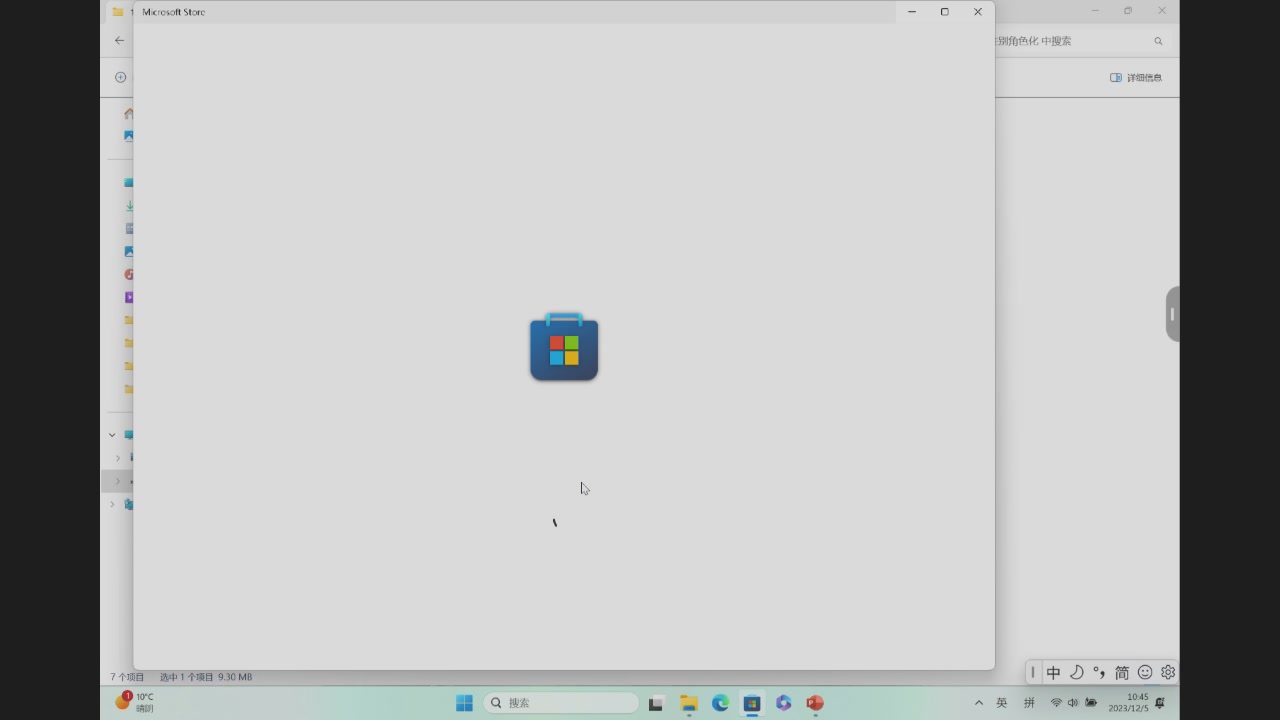 Microsoft Store
别角色化 中搜索
详细信息
7 个项目 选中 1 个项目 9.30 MB
中 简
1
10°C
晴朗
搜索
英 拼
10:45
2023/12/5